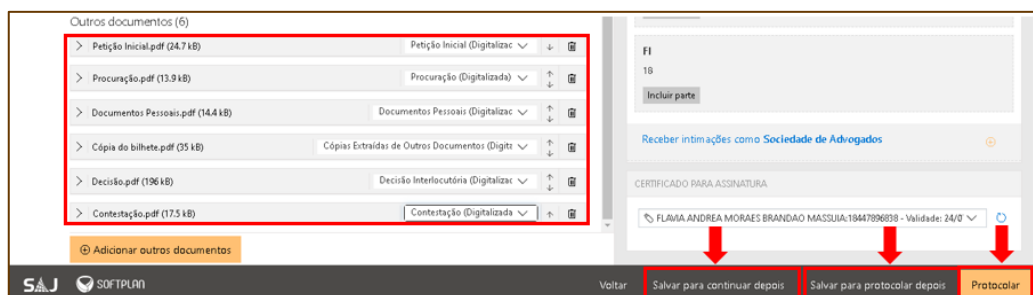 Outros documentos (6)
Petição Inicial.pdf (24.7 kB) Petição Inicial (Digitalizac
Procuração.pdf (13.9 kB) Procuração (Digitalizada)
Documentos Pessoais.pdf (14.4 kB) Documentos Pessoais (Digitalizac
Cópia do bilhete.pdf (35 kB) Cópias Extraídas de Outros Documentos (Digita
Decisão.pdf (196 kB) Decisão Interlocutória (Digitalizac
Contestação.pdf (17.5 kB) Contestação (Digitalizada
Adicionar outros documentos
FI
18
Incluir parte
Receber intimações como Sociedade de Advogados
CERTIFICADO PARA ASSINATURA
FLAVIA ANDREA MORAES BRANDAO MASSUIA:18447896838 - Validade: 24/0
SAJ SOFTPLAN Voltar Salvar para continuar depois Salvar para protocolar depois Protocolar